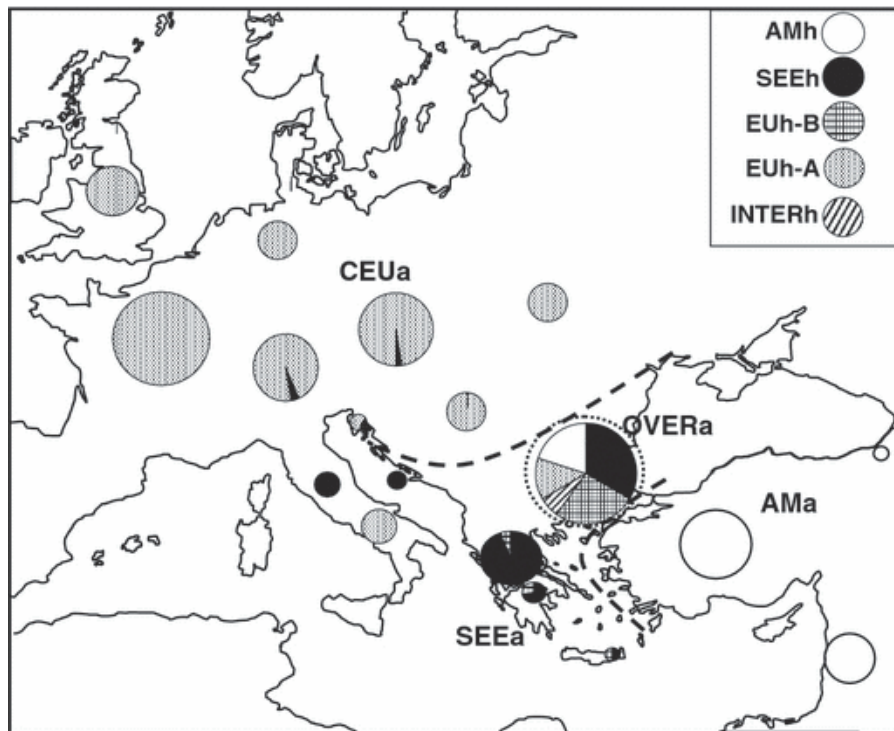 AMh
SEEh
EUh-B
EUh-A
INTERh
CEUa
OVERa
AMa
SEEa